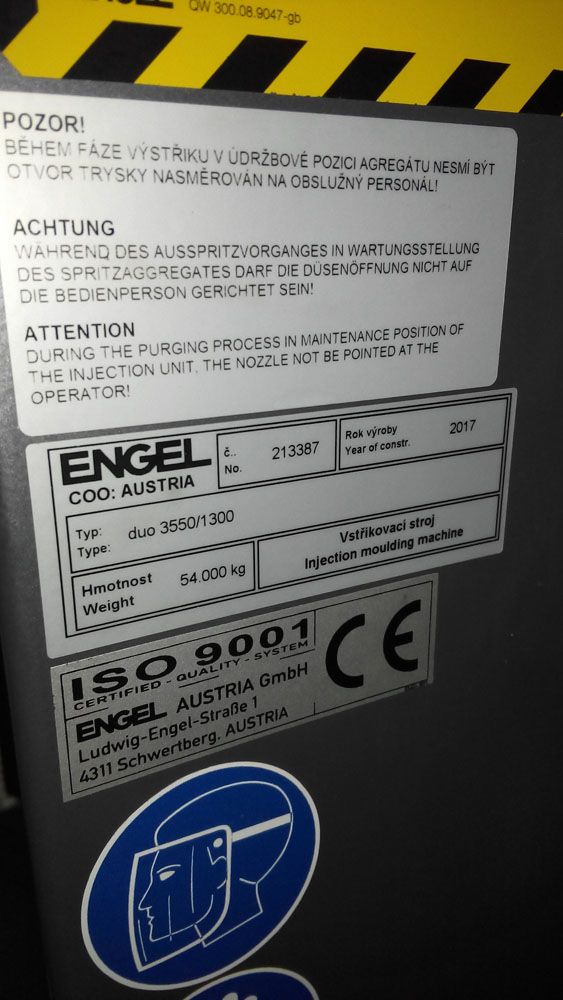 QW 300.08.9047-gb
POZOR!
BĚHEM FÁZE VÝSTŘIKU V ÚDRŽBOVÉ POZICI AGREGÁTU NESMÍ BÝT
OTVOR TRYSKY NASMĚROVÁN NA OBSLUŽNÝ PERSONÁL!
ACHTUNG
WÄHREND DES AUSSPRITZVORGANGES IN WARTUNGSSTELLUNG
DES SPRITZAGGREGATES DARF DIE DÜSENÖFFNUNG NICHT AUF
DIE BEDIENPERSON GERICHTET SEIN!
ATTENTION
DURING THE PURGING PROCESS IN MAINTENANCE POSITION OF
THE INJECTION UNIT, THE NOZZLE NOT BE POINTED AT THE
OPERATOR!
ENGEL
COO: AUSTRIA
č..
No.
213387
Rok výroby
Year of constr.
2017
Typ:
Type:
duo 3550/1300
Hmotnost
Weight
54.000 kg
Vstřikovací stroj
Injection moulding machine
ISO 9001
CERTIFIED - QUALITY - SYSTEM
CE
ENGEL AUSTRIA GmbH
Ludwig-Engel-Straße 1
4311 Schwertberg, AUSTRIA